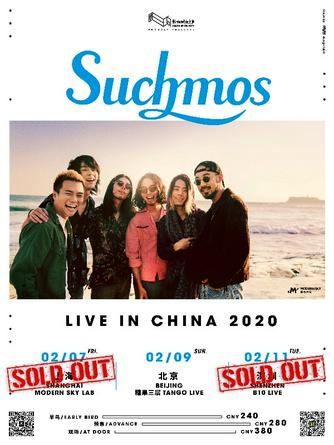 Suchmos
LIVE IN CHINA 2020
02/07 FRI.
SOLD OUT
SHANGHAI
MODERN SKY LAB
02/09 SUN.
北京
BEIJING
糖果三层 TANGO LIVE
02/11 TUE.
SOLD OUT
SHENZHEN
B10 LIVE
早鸟/EARLY BIRD CNY 240
预售/ADVANCE CNY 280
现场/AT DOOR CNY 380